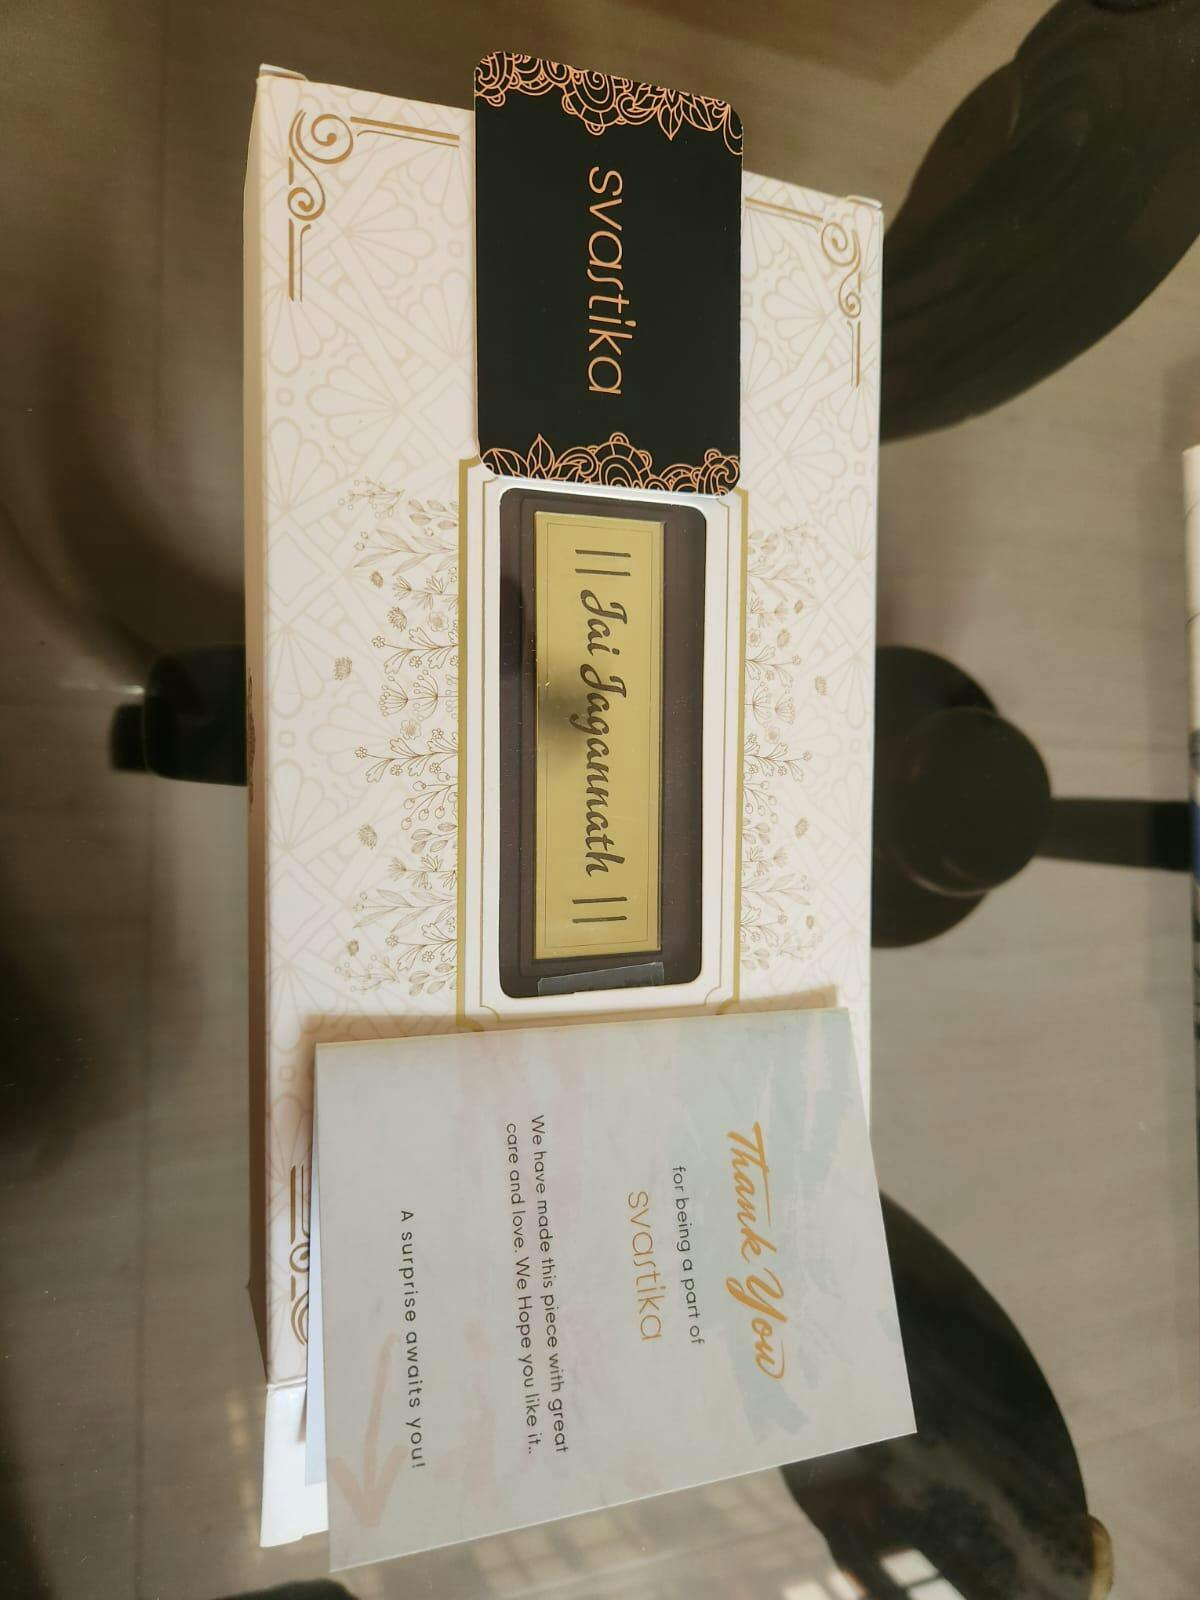 svastika
|| Jai Jagannath ||
Thank You
for being a part of
svastika
We have made this piece with great
care and love. We Hope you like it..
A surprise awaits you!